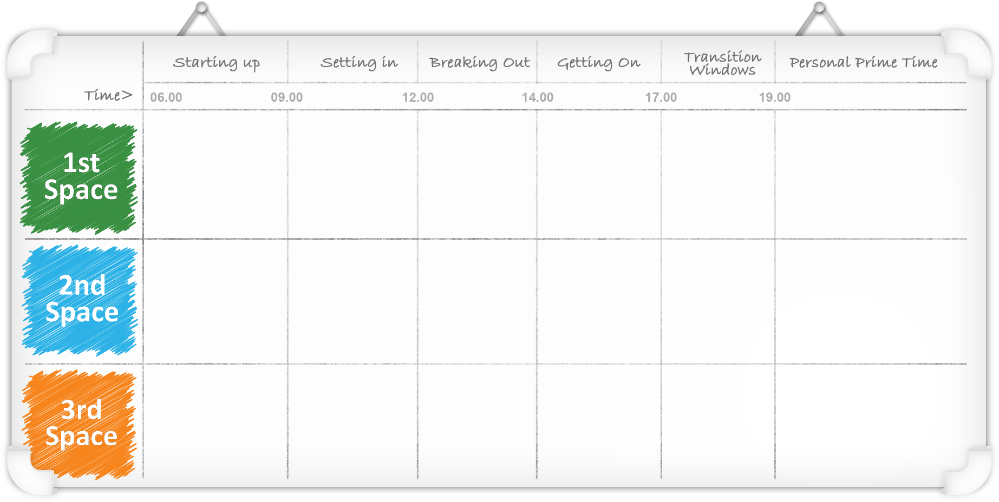 Starting up Setting in Breaking Out Getting On Transition Windows Personal Prime Time
Time> 06.00 09.00 12.00 14.00 17.00 19.00
1st
Space
2nd
Space
3rd
Space